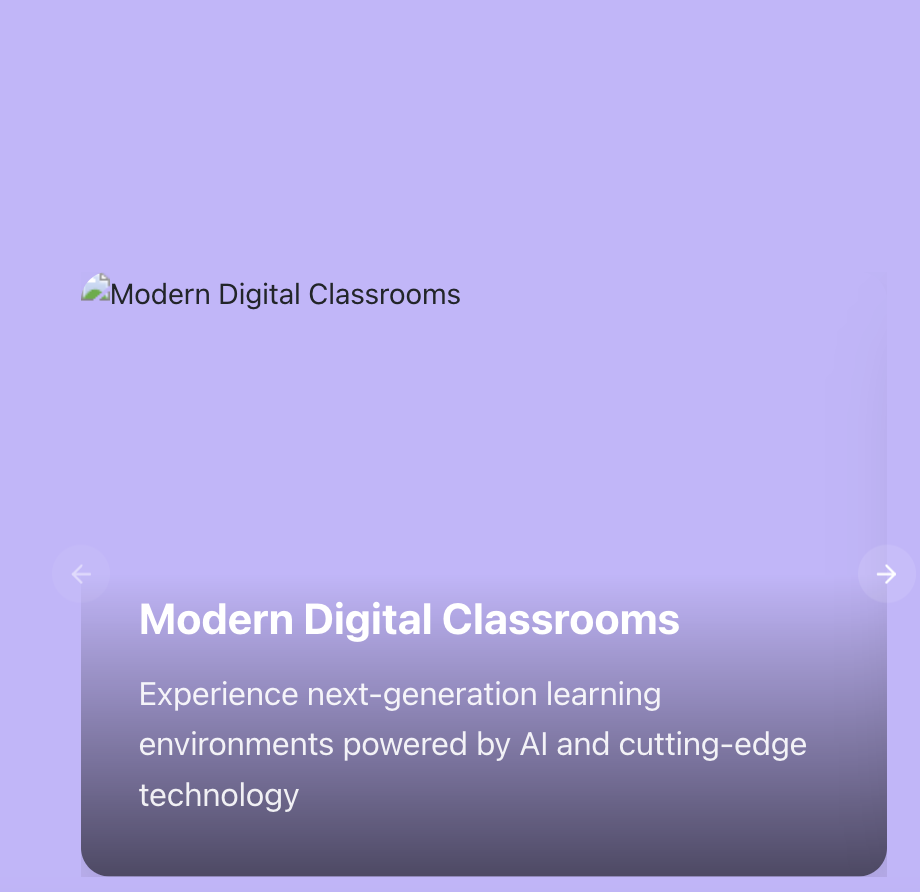 Modern Digital Classrooms
Modern Digital Classrooms
Experience next-generation learning
environments powered by AI and cutting-edge
technology